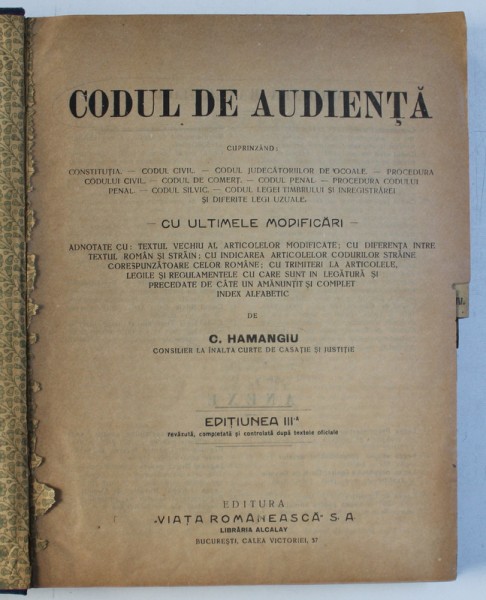 CODUL DE AUDIENȚĂ
CUPRINZÂND:
CONSTITUȚIA. — CODUL CIVIL. — CODUL JUDECĂTORIILOR DE OCOALE. — PROCEDURA
CODULUI CIVIL. — CODUL DE COMERȚ. — CODUL PENAL. — PROCEDURA CODULUI
PENAL. — CODUL SILVIC. — CODUL LEGEI TIMBRULUI ȘI INREGISTRĂREI
ȘI DIFERITE LEGI UZUALE.
— CU ULTIMELE MODIFICĂRI —
ADNOTATE CU: TEXTUL VECHIU AL ARTICOLELOR MODIFICATE; CU DIFERENȚA INTRE
TEXTUL ROMÂN ȘI STRĂIN; CU INDICAREA ARTICOLELOR CODURILOR STRĂINE
CORESPUNZĂTOARE CELOR ROMÂNE; CU TRIMITERI LA ARTICOLELE,
LEGILE ȘI REGULAMENTELE CU CARE SUNT IN LEGĂTURĂ ȘI
PRECEDATE DE CÂTE UN AMĂNUNȚIT ȘI COMPLET
INDEX ALFABETIC
DE
C. HAMANGIU
CONSILIER LA ÎNALTA CURTE DE CASAȚIE ȘI JUSTIȚIE
EDIȚIUNEA III-A
revăzută, completată și controlată după textele oficiale
EDITURA
„VIAȚA ROMÂNEASCĂ“ S. A.
LIBRĂRIA ALCALAY
BUCUREȘTI, CALEA VICTORIEI, 37